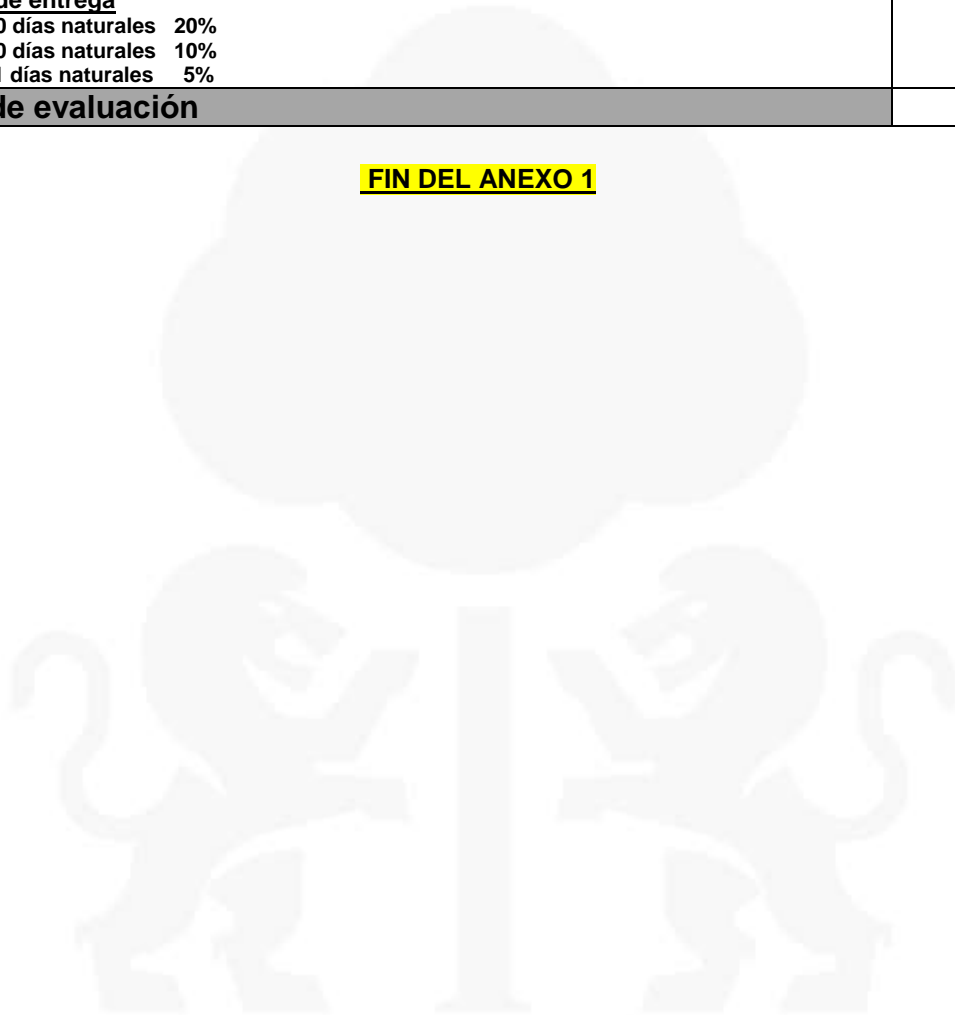 de entrega
0 días naturales 20%
0 días naturales 10%
días naturales 5%
de evaluación
FIN DEL ANEXO 1